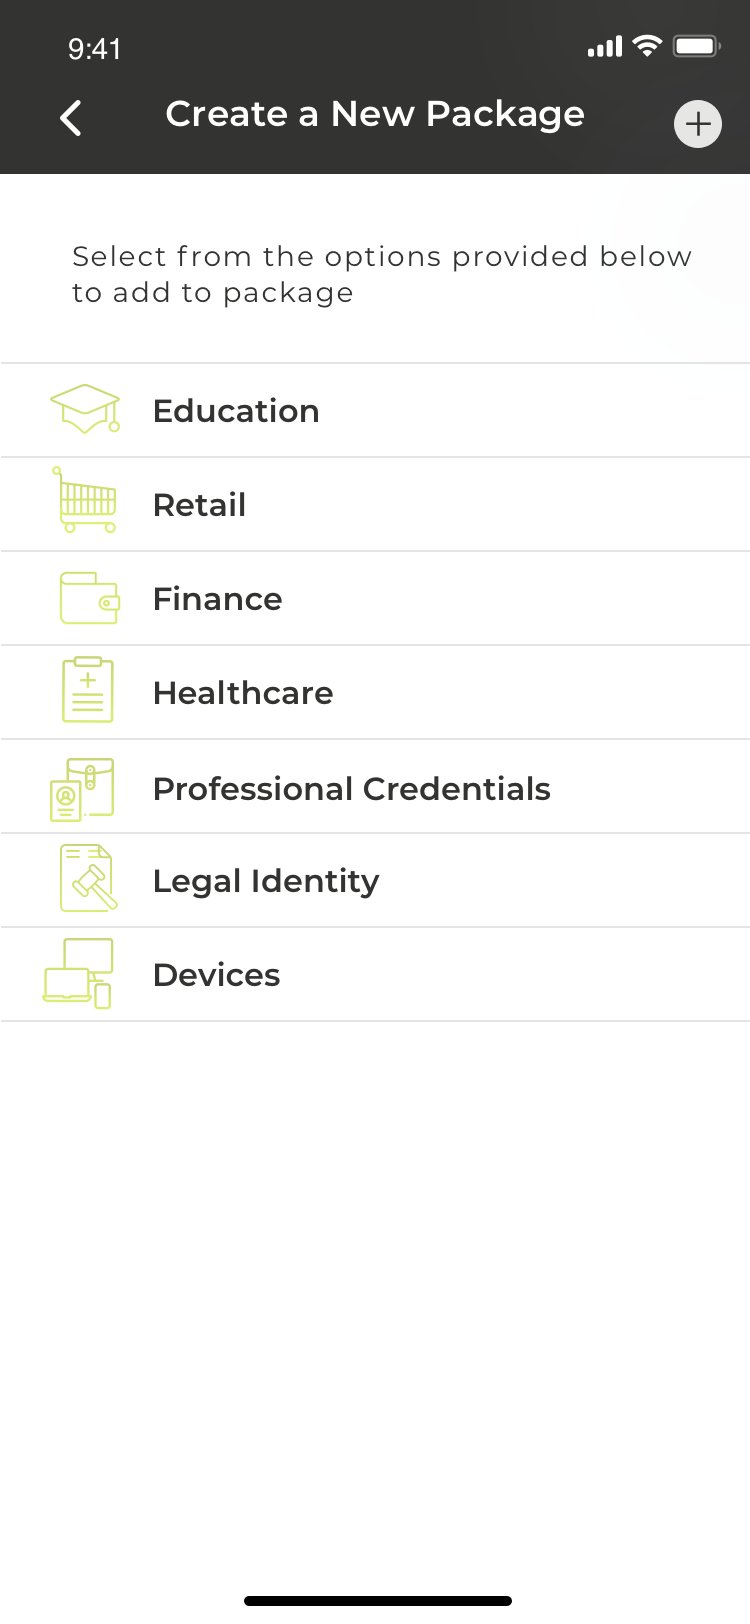 9:41
Create a New Package
Select from the options provided below
to add to package
Education
Retail
Finance
Healthcare
Professional Credentials
Legal Identity
Devices